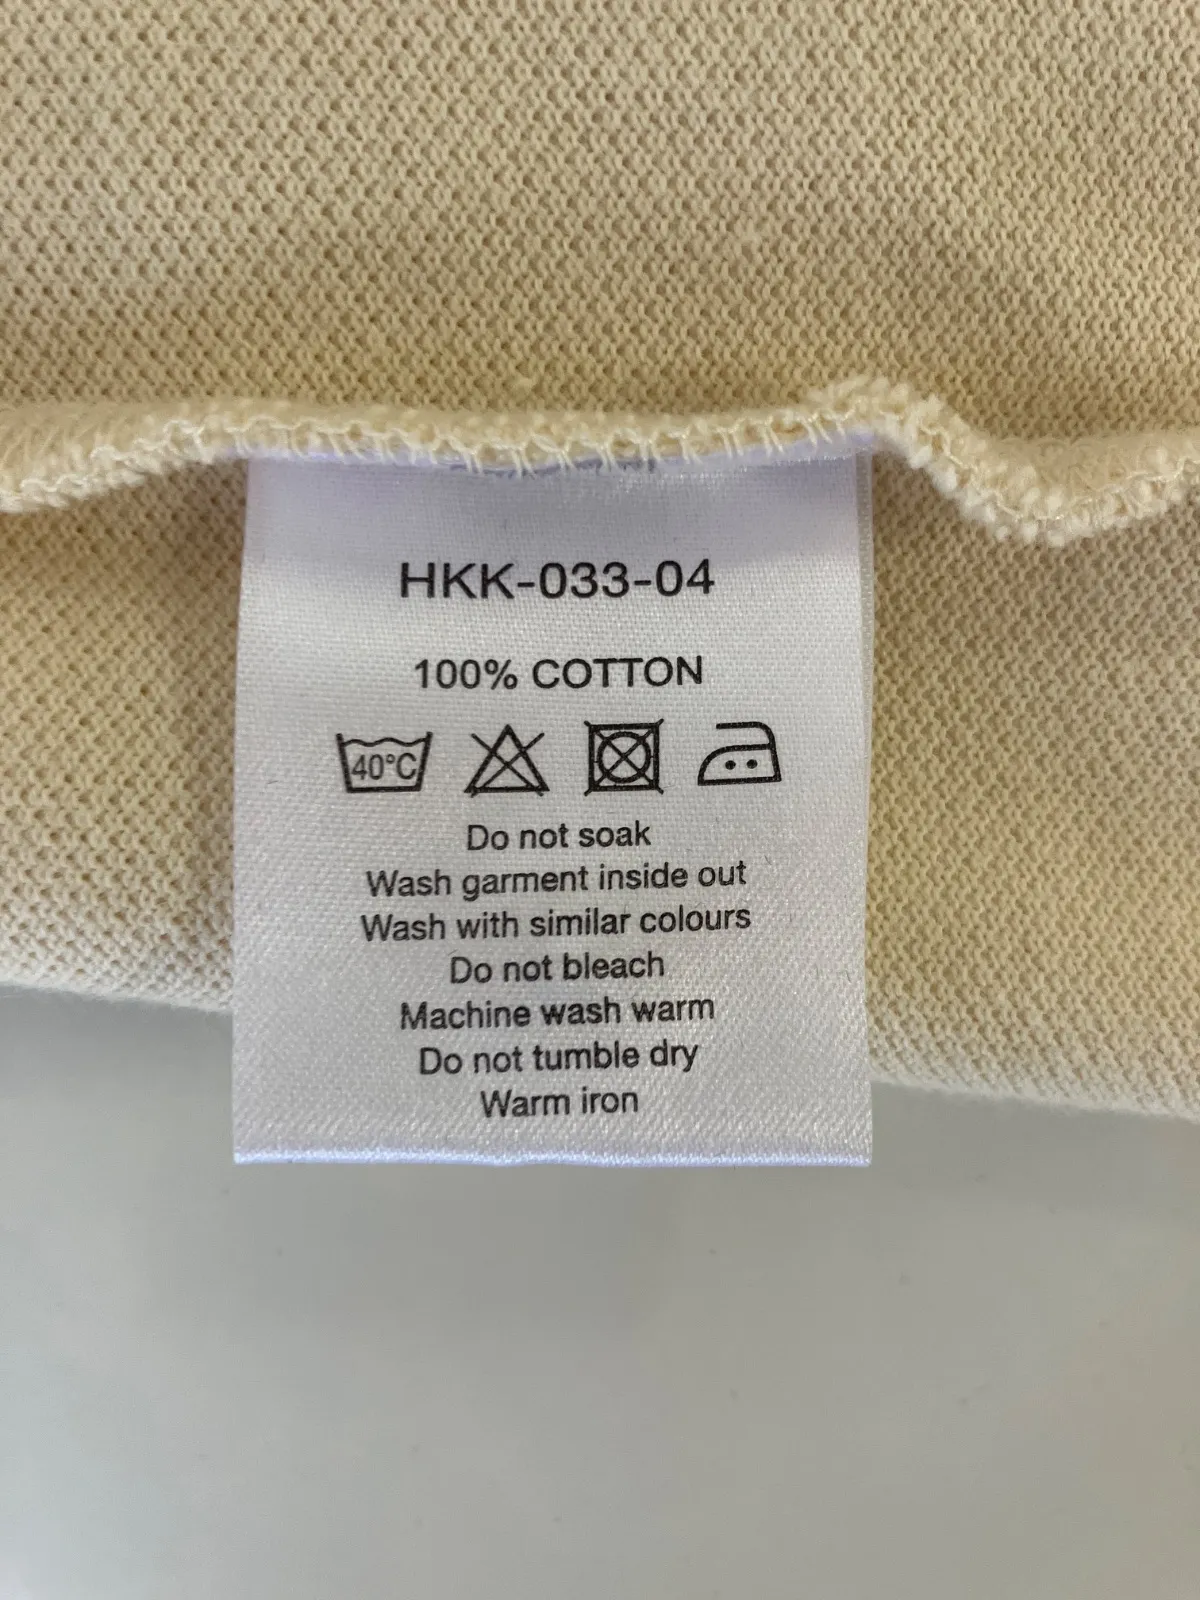 HKK-033-04
100% COTTON
40°C
Do not soak
Wash garment inside out
Wash with similar colours
Do not bleach
Machine wash warm
Do not tumble dry
Warm iron